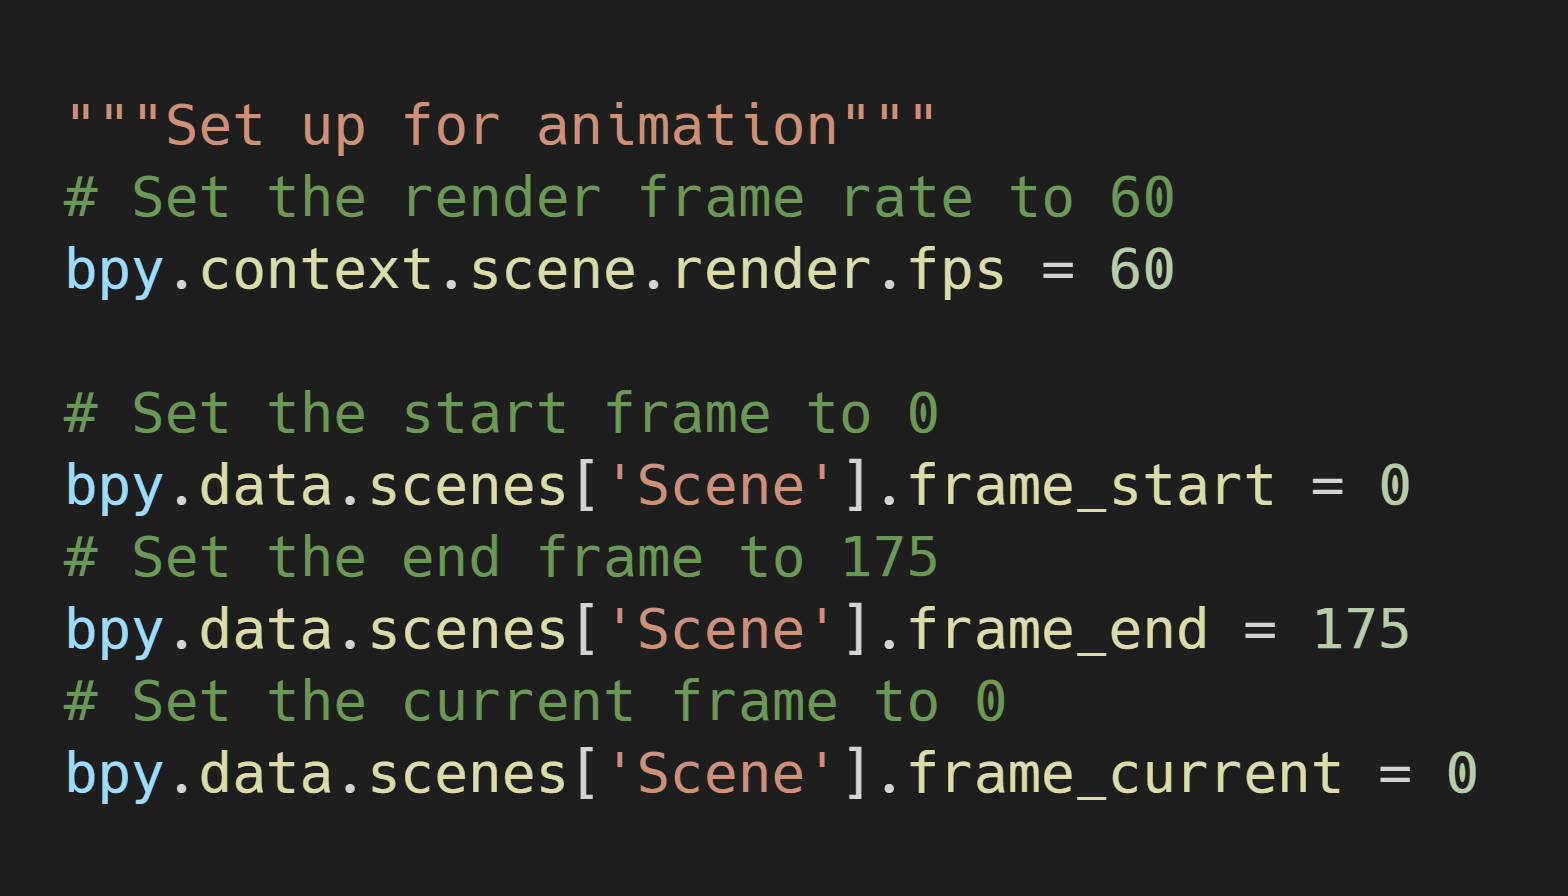 """Set up for animation"""
# Set the render frame rate to 60
bpy.context.scene.render.fps = 60

# Set the start frame to 0
bpy.data.scenes['Scene'].frame_start = 0
# Set the end frame to 175
bpy.data.scenes['Scene'].frame_end = 175
# Set the current frame to 0
bpy.data.scenes['Scene'].frame_current = 0